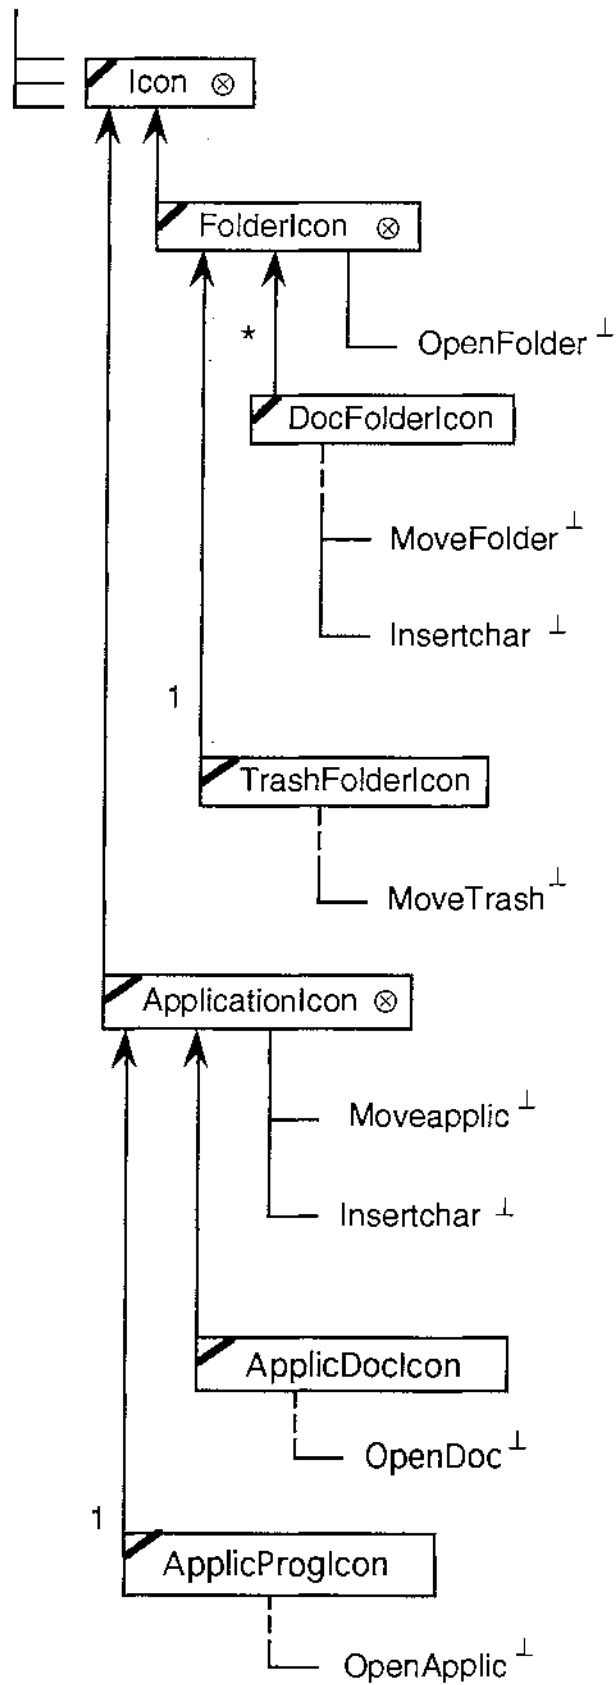 Icon ⊗
FolderIcon ⊗
*
OpenFolder ⊥
DocFolderIcon
MoveFolder ⊥
Insertchar ⊥
1
TrashFolderIcon
MoveTrash ⊥
ApplicationIcon ⊗
Moveapplic ⊥
Insertchar ⊥
ApplicDocIcon
OpenDoc ⊥
1
ApplicProgIcon
OpenApplic ⊥